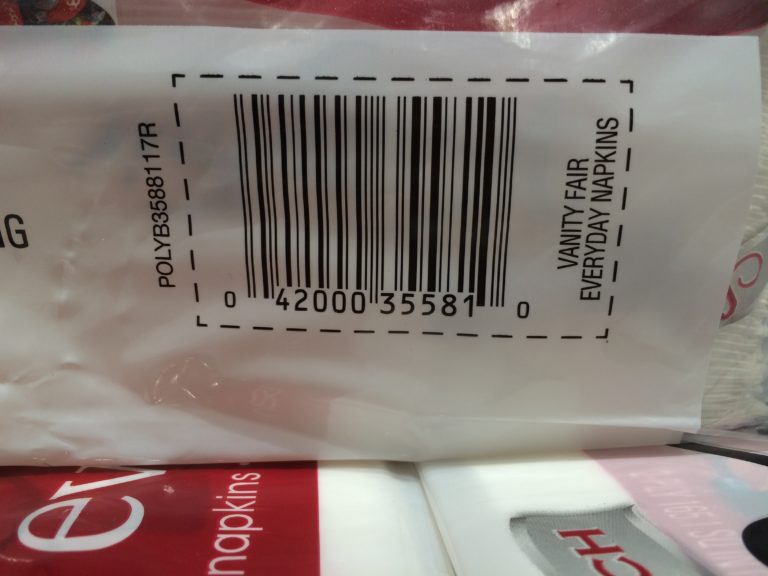 POLYB3588117R
0 42000 35581 0
VANITY FAIR
EVERYDAY NAPKINS
napkins